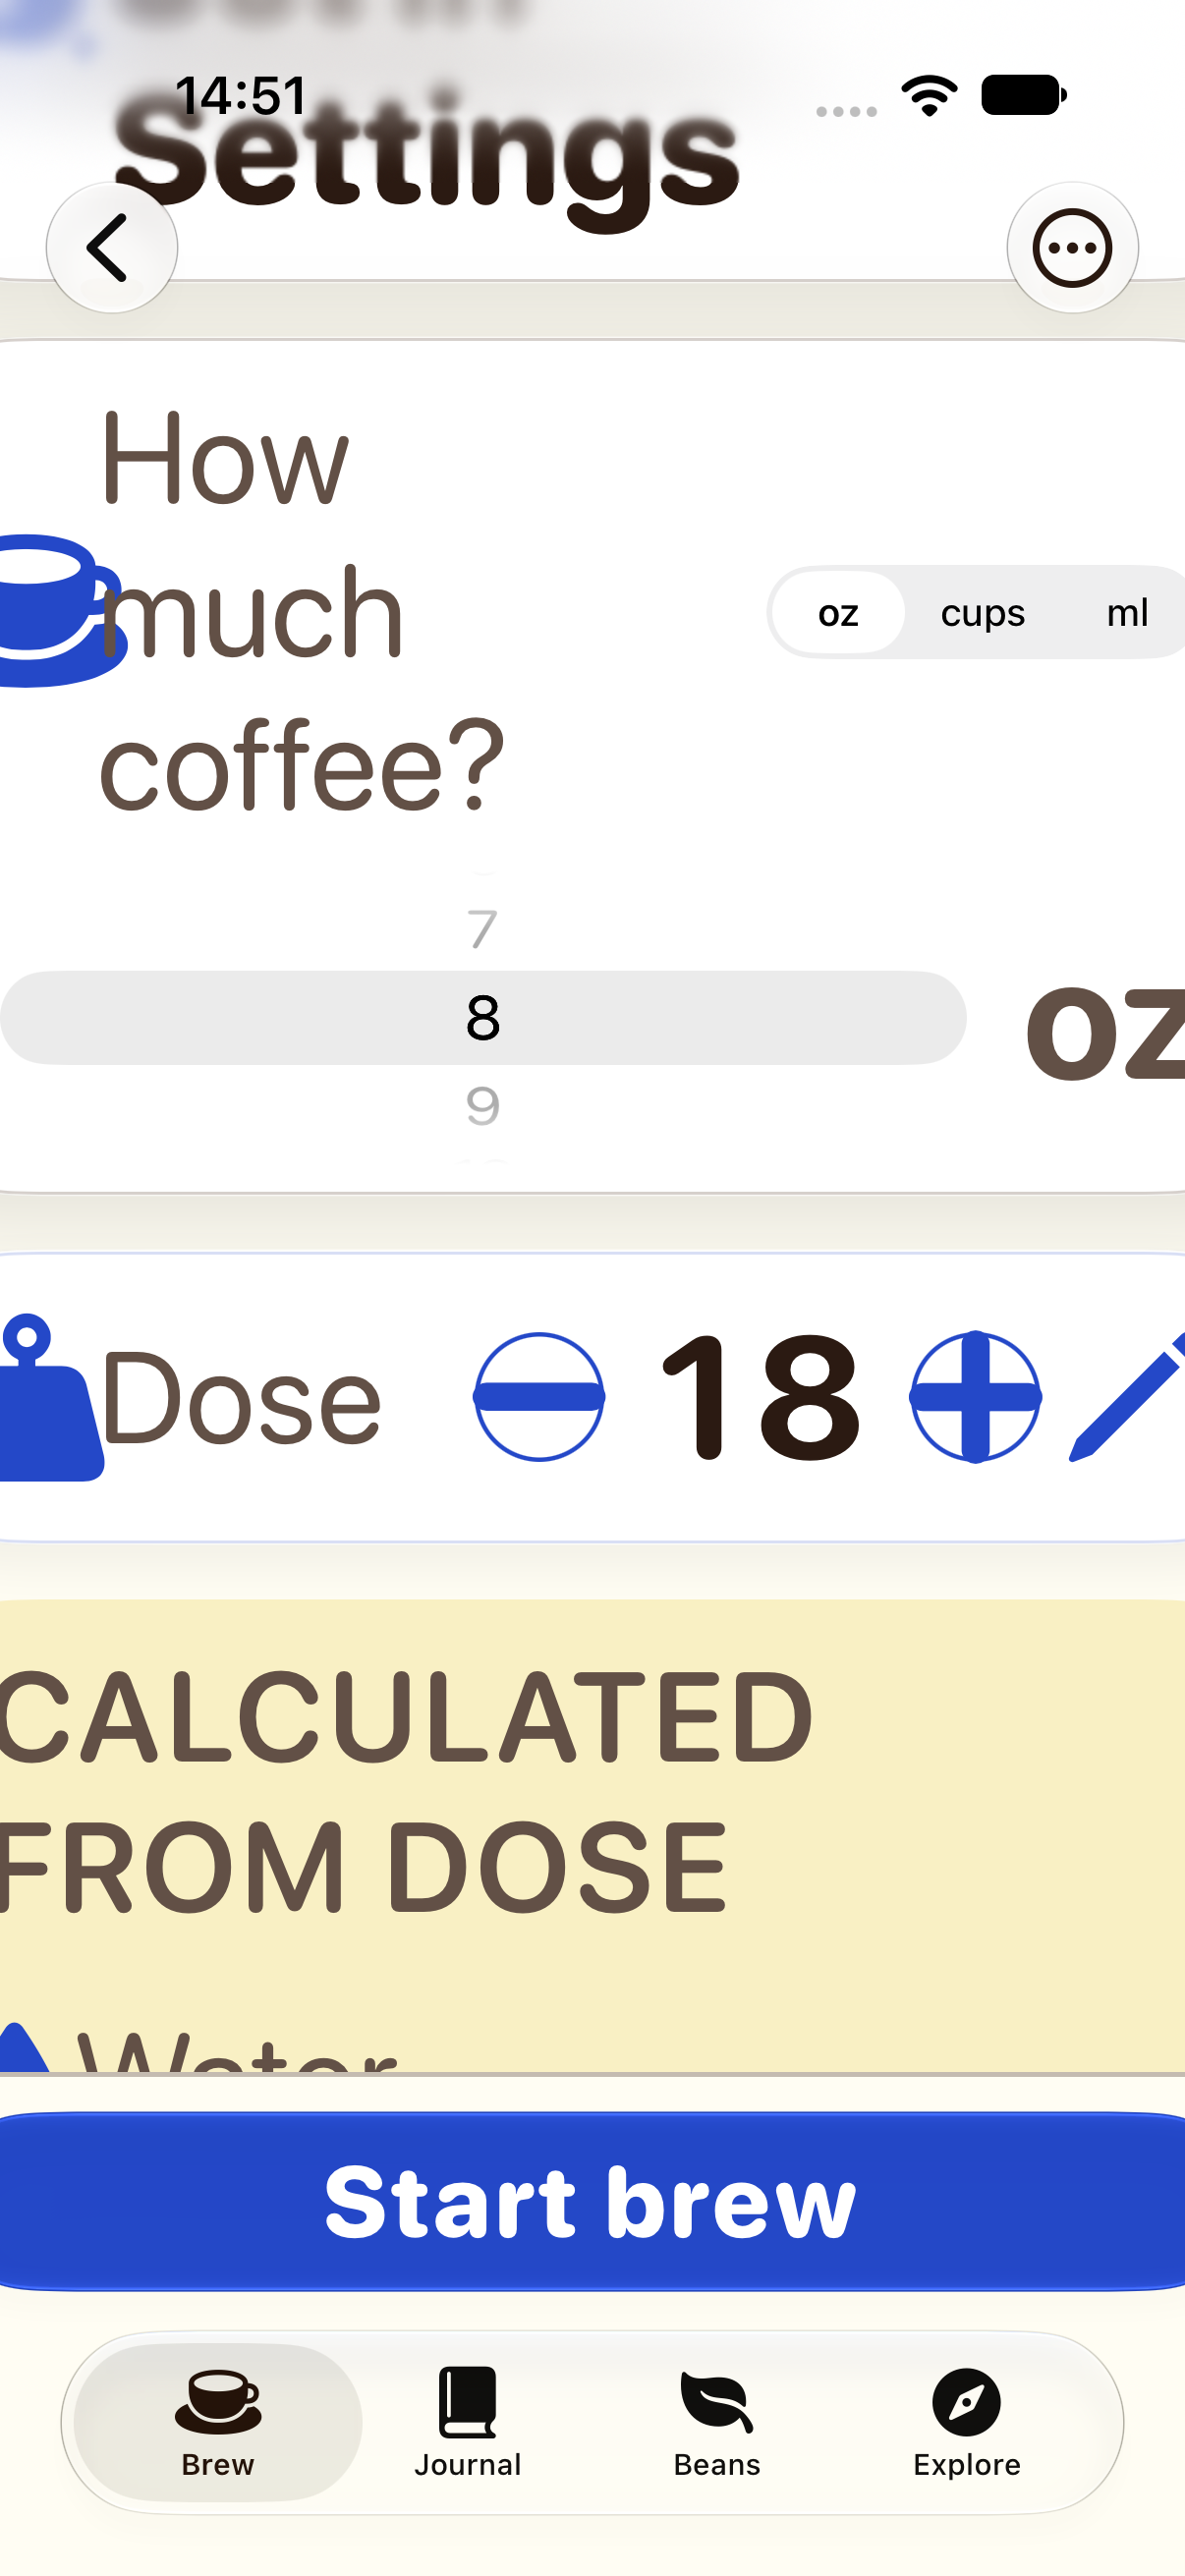 14:51
Settings
How
much
coffee?
oz cups ml
7
8
9
oz
Dose 18
CALCULATED
FROM DOSE
Water
Start brew
Brew Journal Beans Explore